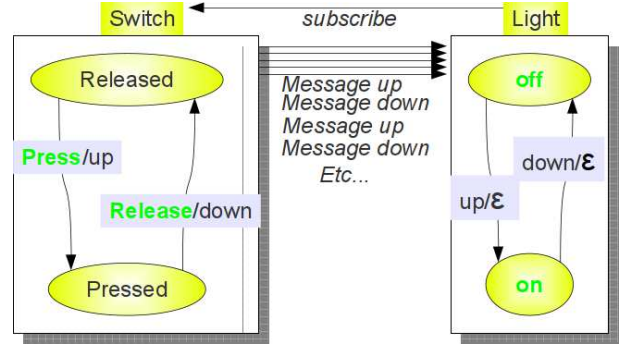 Switch
subscribe
Light
Released
Message up
Message down
Message up
Message down
Etc...
off
Press/up
Release/down
down/ε
up/ε
Pressed
on